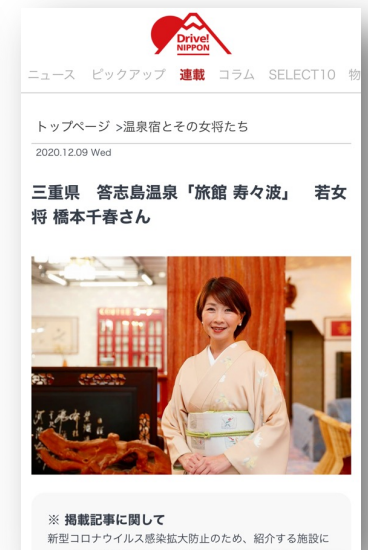 Drive!
NIPPON
ニュース ピックアップ 連載 コラム SELECT10 物
トップページ >温泉宿とその女将たち
2020.12.09 Wed
三重県 答志島温泉「旅館 寿々波」 若女
将 橋本千春さん
※ 掲載記事に関して
新型コロナウイルス感染拡大防止のため、紹介する施設に